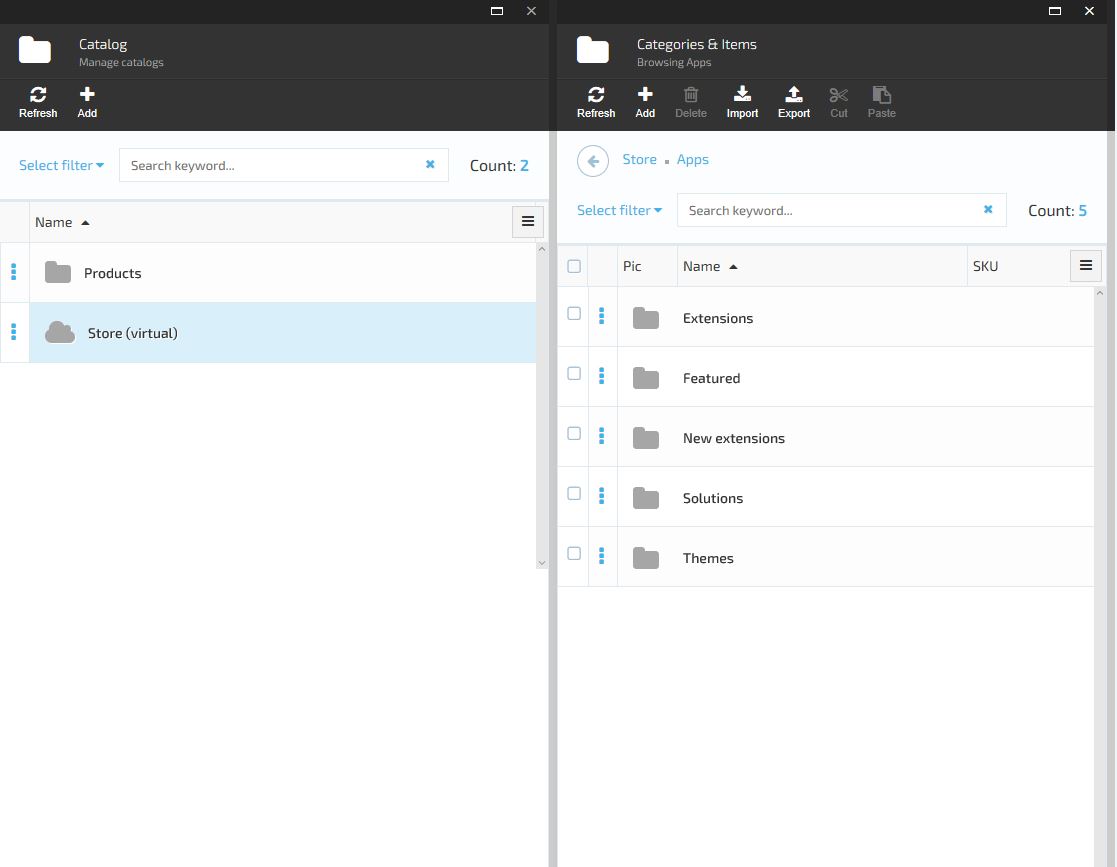 Catalog
Manage catalogs
Refresh
Add
Select filter
Search keyword...
Count: 2
Name
Products
Store (virtual)
Categories & Items
Browsing Apps
Refresh
Add
Delete
Import
Export
Cut
Paste
Store
Apps
Select filter
Search keyword...
Count: 5
Pic
Name
SKU
Extensions
Featured
New extensions
Solutions
Themes